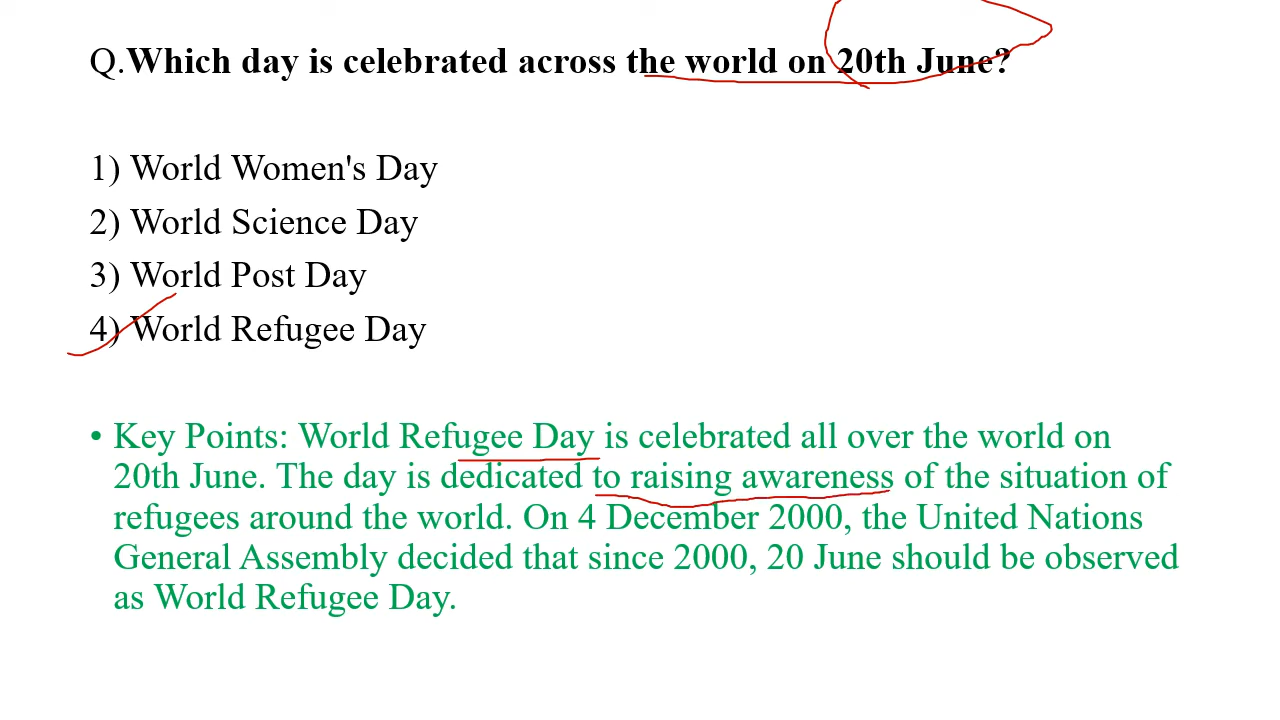 Q.Which day is celebrated across the world on 20th June?
1) World Women's Day
2) World Science Day
3) World Post Day
4) World Refugee Day
• Key Points: World Refugee Day is celebrated all over the world on
20th June. The day is dedicated to raising awareness of the situation of
refugees around the world. On 4 December 2000, the United Nations
General Assembly decided that since 2000, 20 June should be observed
as World Refugee Day.